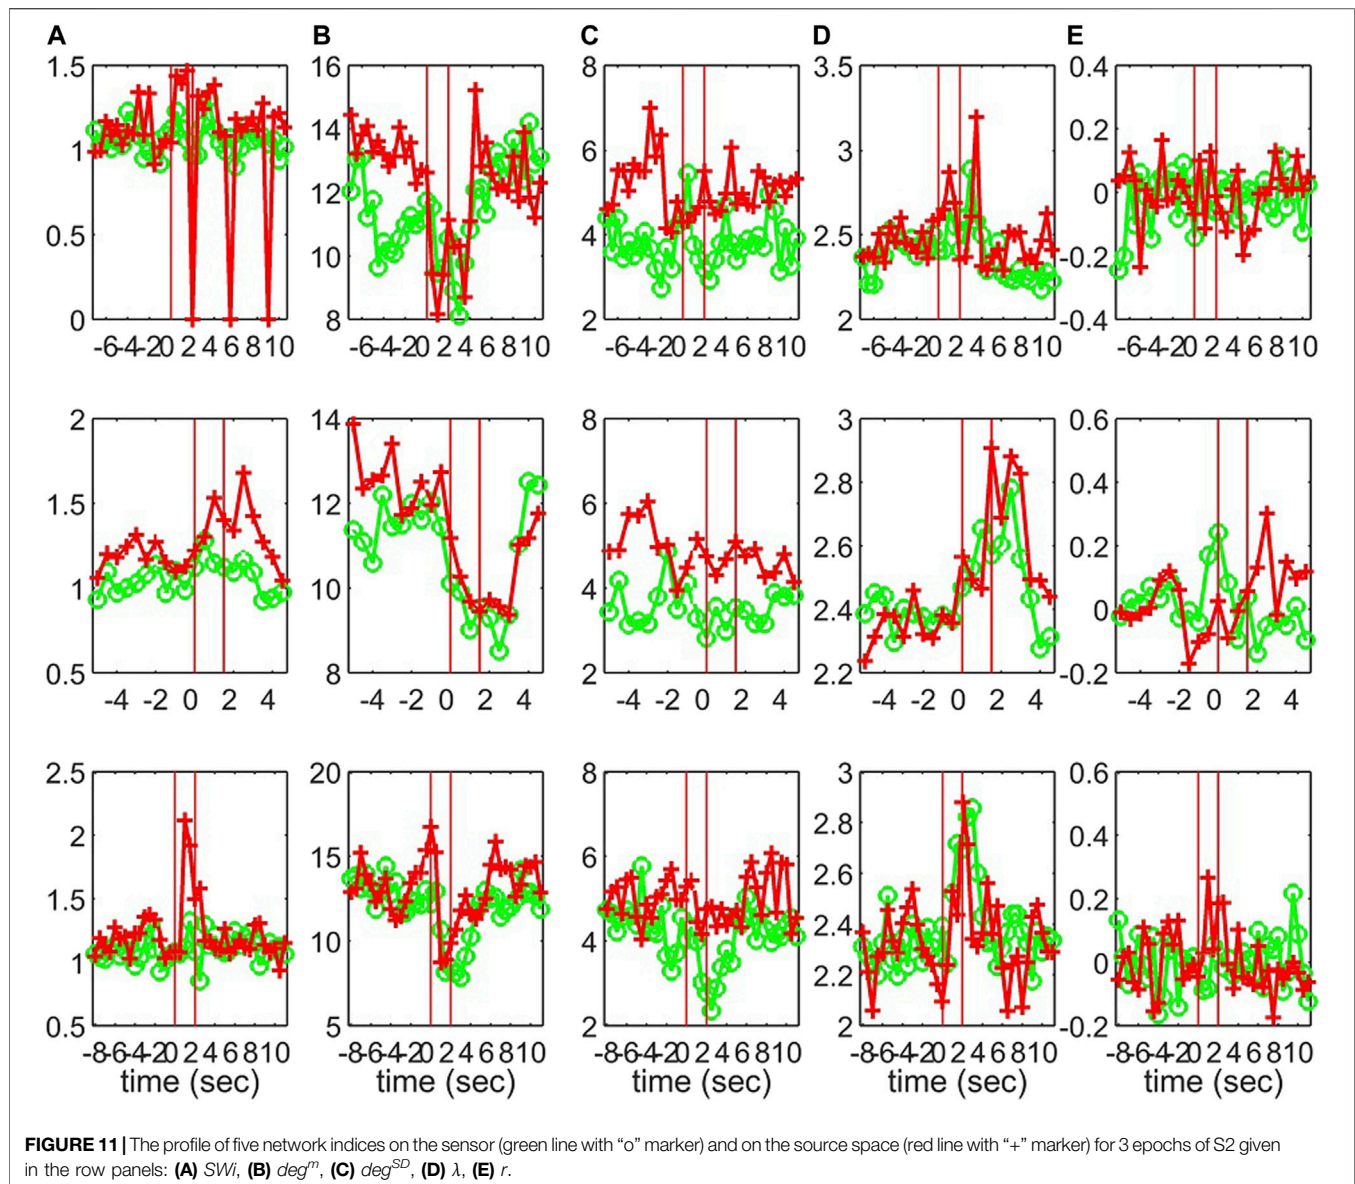 A B C D E
1.5 16 8 3.5 0.4
14 7 0.2
1 12 6 3 0
0.5 10 4 2.5 -0.2
0 8 2 2 -0.4
-6-4-20 2 4 6 8 10 -6-4-20 2 4 6 8 10 -6-4-20 2 4 6 8 10 -6-4-20 2 4 6 8 10 -6-4-20 2 4 6 8 10
2 14 8 3 0.6
2.8 0.4
1.5 12 6 2.6 0.2
1 10 4 2.4 0
0.5 8 2 2.2 -0.2
-4 -2 0 2 4 -4 -2 0 2 4 -4 -2 0 2 4 -4 -2 0 2 4 -4 -2 0 2 4
2.5 20 8 3 0.6
2 15 6 2.8 0.4
1.5 2.6 0.2
1 10 4 2.4 0
2.2
0.5 5 2 2 -0.2
-8-6-4-20 2 4 6 810 -8-6-4-20 2 4 6 810 -8-6-4-20 2 4 6 810 -8-6-4-20 2 4 6 810 -8-6-4-20 2 4 6 810
time (sec) time (sec) time (sec) time (sec) time (sec)
FIGURE 11 | The profile of five network indices on the sensor (green line with “o” marker) and on the source space (red line with “+” marker) for 3 epochs of S2 given
in the row panels: (A) SWi, (B) deg^m, (C) deg^SD, (D) λ, (E) r.